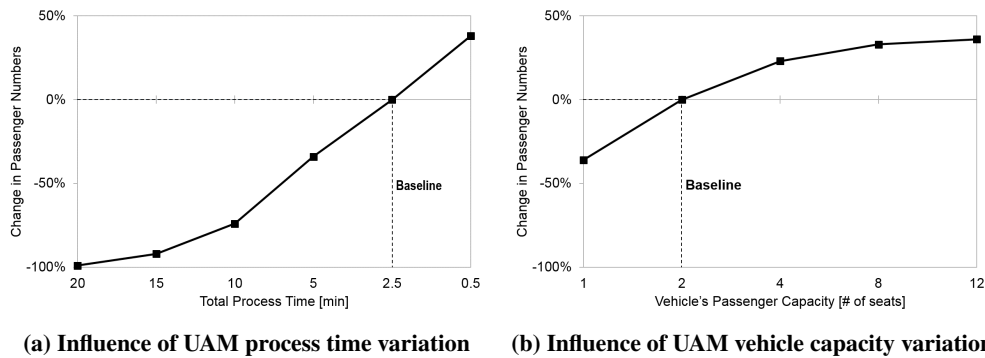 50%
0%
-50%
-100%
Change in Passenger Numbers
Baseline
20 15 10 5 2.5 0.5
Total Process Time [min]
(a) Influence of UAM process time variation
50%
0%
-50%
-100%
Change in Passenger Numbers
Baseline
1 2 4 8 12
Vehicle's Passenger Capacity [# of seats]
(b) Influence of UAM vehicle capacity variation